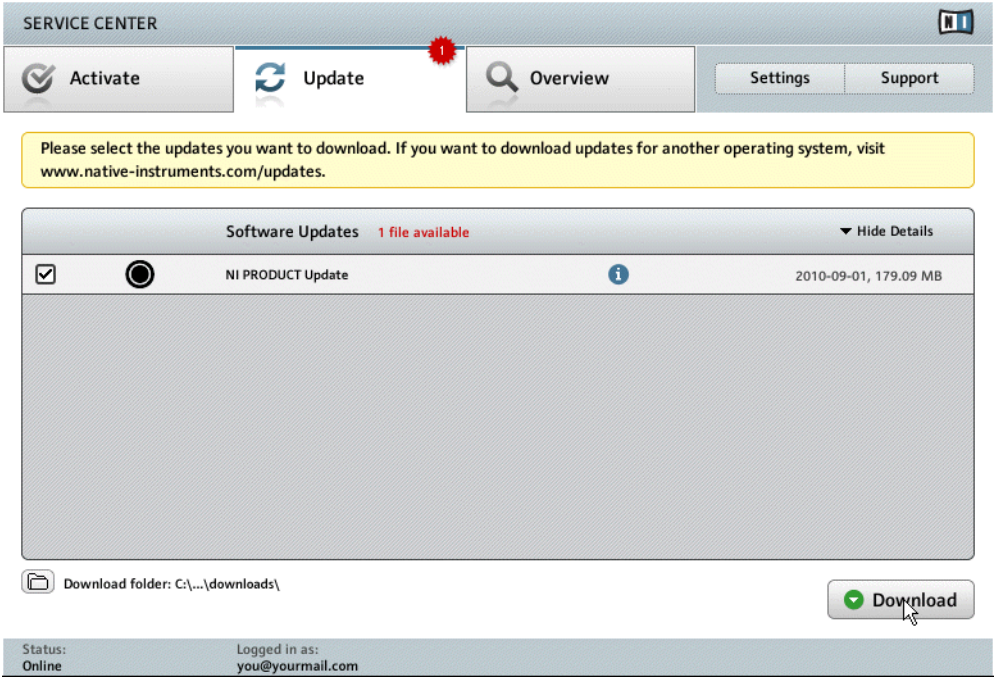 SERVICE CENTER
NI
Activate
Update
1
Overview
Settings
Support
Please select the updates you want to download. If you want to download updates for another operating system, visit
www.native-instruments.com/updates.
Software Updates 1 file available Hide Details
NI PRODUCT Update i 2010-09-01, 179.09 MB
Download folder: C:\...\downloads\
Download
Status: Logged in as:
Online you@yourmail.com